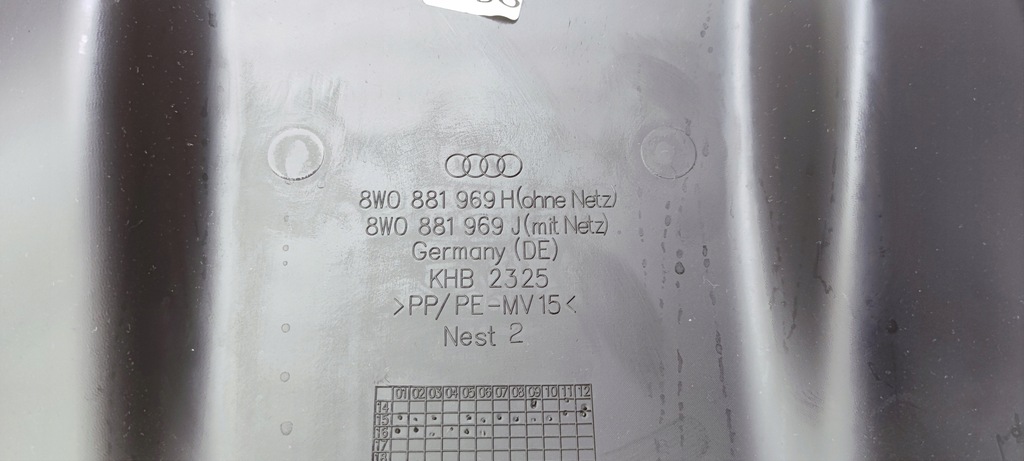 8W0 881 969 H(ohne Netz)
8W0 881 969 J(mit Netz)
Germany (DE)
KHB 2325
>PP/PE-MV15<
Nest 2
01 02 03 04 05 06 07 08 09 10 11 12
14
15
16
17
18